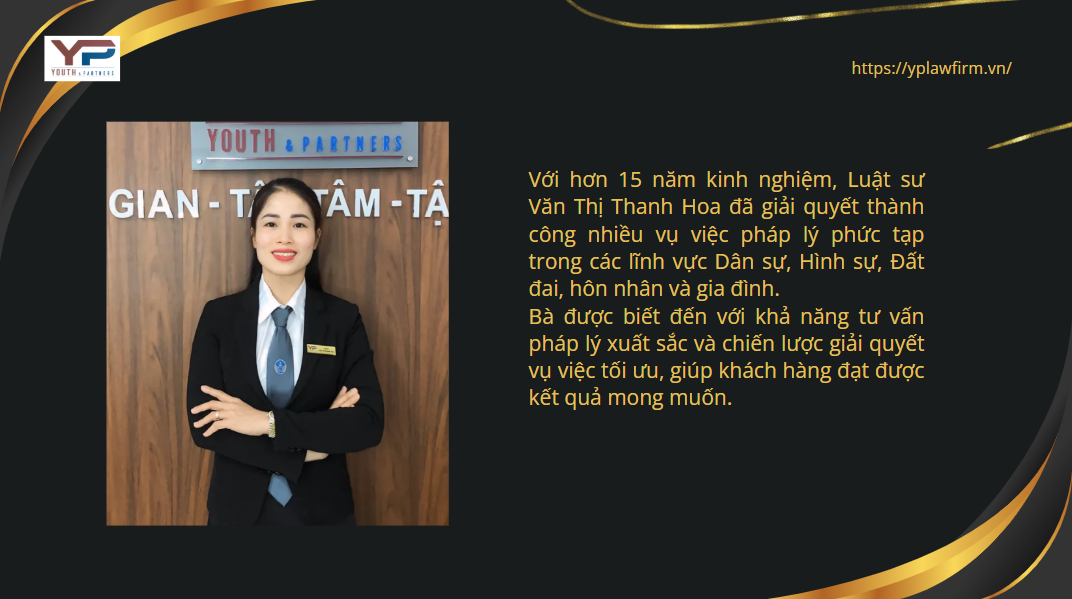 YP
YOUTH & PARTNERS
https://yplawfirm.vn/
YOUTH & PARTNERS
GIAN - TÂ TÂM - TẬ
Với hơn 15 năm kinh nghiệm, Luật sư
Văn Thị Thanh Hoa đã giải quyết thành
công nhiều vụ việc pháp lý phức tạp
trong các lĩnh vực Dân sự, Hình sự, Đất
đai, hôn nhân và gia đình.
Bà được biết đến với khả năng tư vấn
pháp lý xuất sắc và chiến lược giải quyết
vụ việc tối ưu, giúp khách hàng đạt được
kết quả mong muốn.